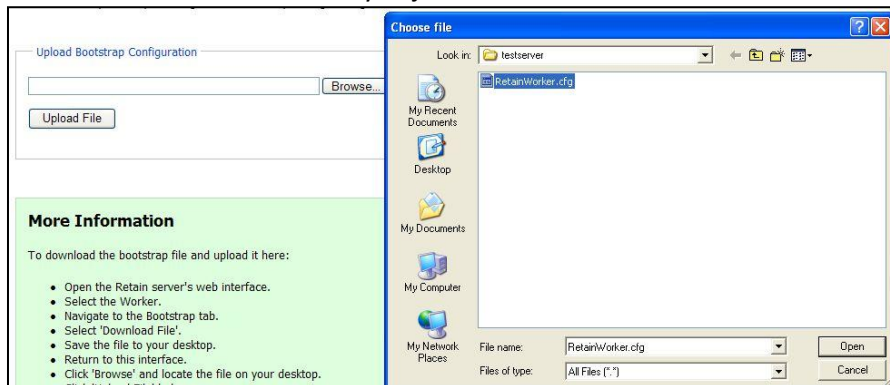 Upload Bootstrap Configuration
Browse...
Upload File
More Information
To download the bootstrap file and upload it here:
• Open the Retain server's web interface.
• Select the Worker.
• Navigate to the Bootstrap tab.
• Select 'Download File'.
• Save the file to your desktop.
• Return to this interface.
• Click 'Browse' and locate the file on your desktop.
Choose file
Look in: testserver
RetainWorker.cfg
My Recent
Documents
Desktop
My Documents
My Computer
My Network
Places
File name: RetainWorker.cfg Open
Files of type: All Files (*.*) Cancel